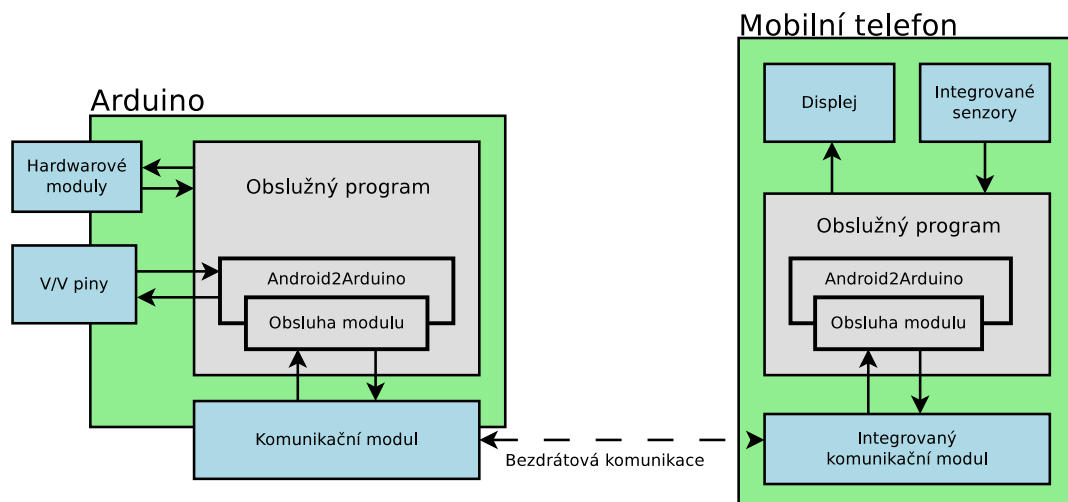 Arduino
Hardwarové
moduly
Obslužný program
V/V piny
Android2Arduino
Obsluha modulu
Komunikační modul
Bezdrátová komunikace
Mobilní telefon
Displej
Integrované
senzory
Obslužný program
Android2Arduino
Obsluha modulu
Integrovaný
komunikační modul